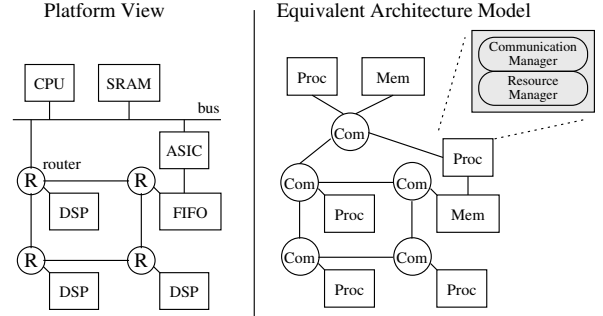 Platform View
CPU
SRAM
bus
ASIC
router
R
R
DSP
FIFO
R
R
DSP
DSP
Equivalent Architecture Model
Communication
Manager
Resource
Manager
Proc
Mem
Com
Proc
Com
Com
Proc
Mem
Com
Com
Proc
Proc